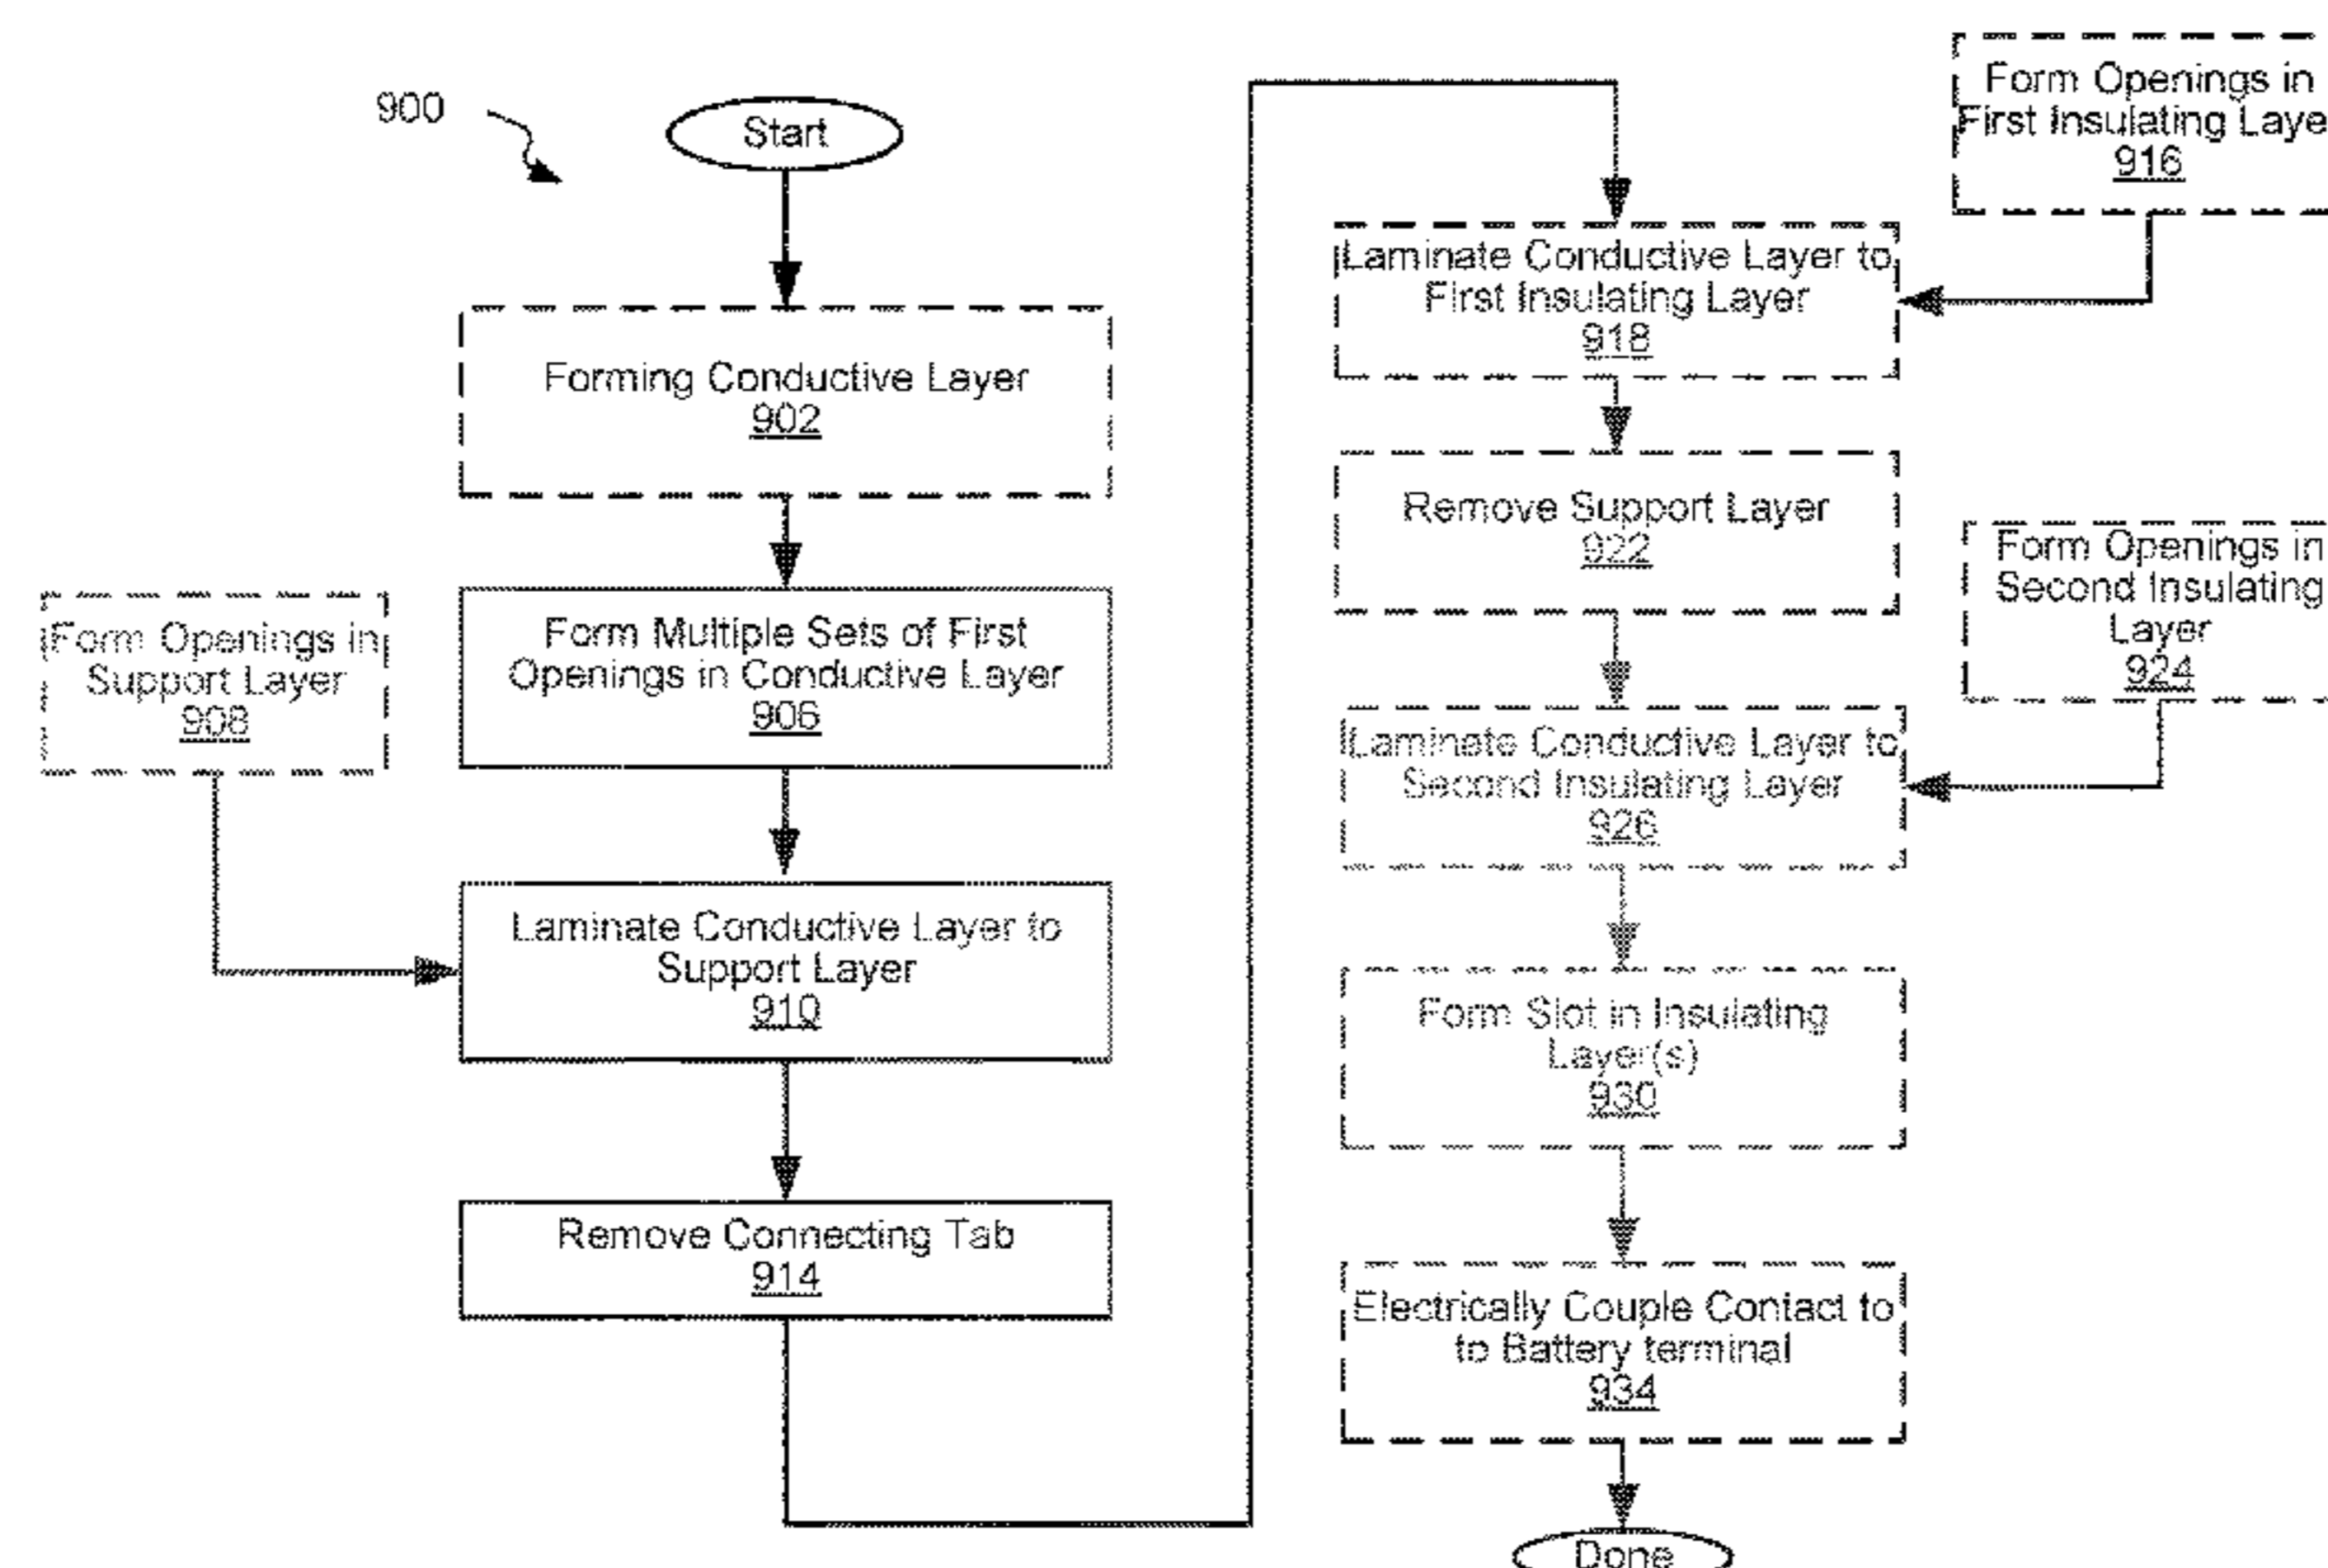 900
Start
Forming Conductive Layer
902
Form Multiple Sets of First
Openings in Conductive Layer
906
Form Openings in
Support Layer
908
Laminate Conductive Layer to
Support Layer
910
Remove Connecting Tab
914
Form Openings in
First Insulating Laye
916
Laminate Conductive Layer to
First Insulating Layer
918
Remove Support Layer
922
Form Openings in
Second Insulating
Layer
924
Laminate Conductive Layer to
Second Insulating Layer
926
Form Slot in Insulating
Layer(s)
930
Electrically Couple Contact to
to Battery terminal
934
Done